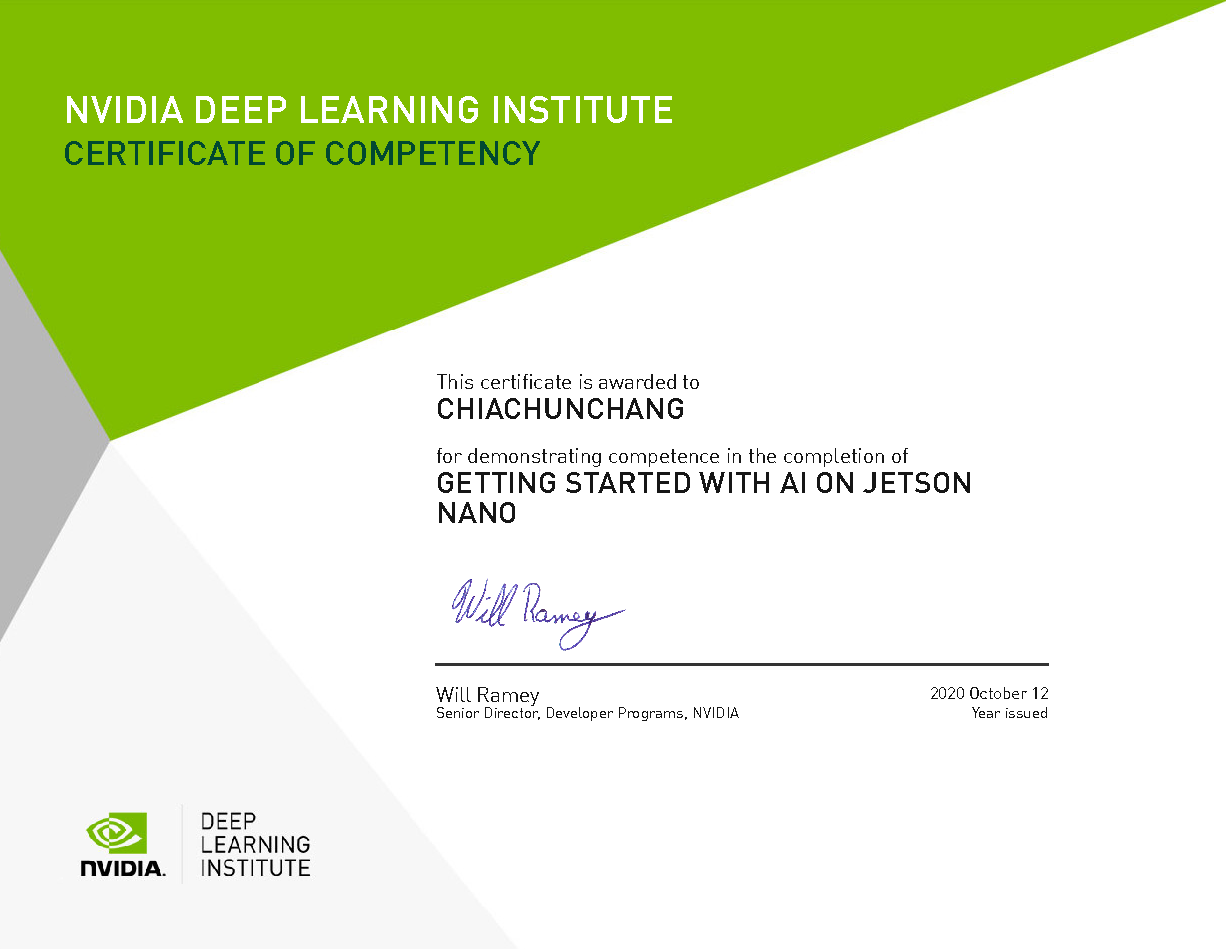 NVIDIA DEEP LEARNING INSTITUTE
CERTIFICATE OF COMPETENCY
This certificate is awarded to
CHIACHUNCHANG
for demonstrating competence in the completion of
GETTING STARTED WITH AI ON JETSON
NANO
Will Ramey
Will Ramey
2020 October 12
Senior Director, Developer Programs, NVIDIA
Year issued
NVIDIA.
DEEP
LEARNING
INSTITUTE